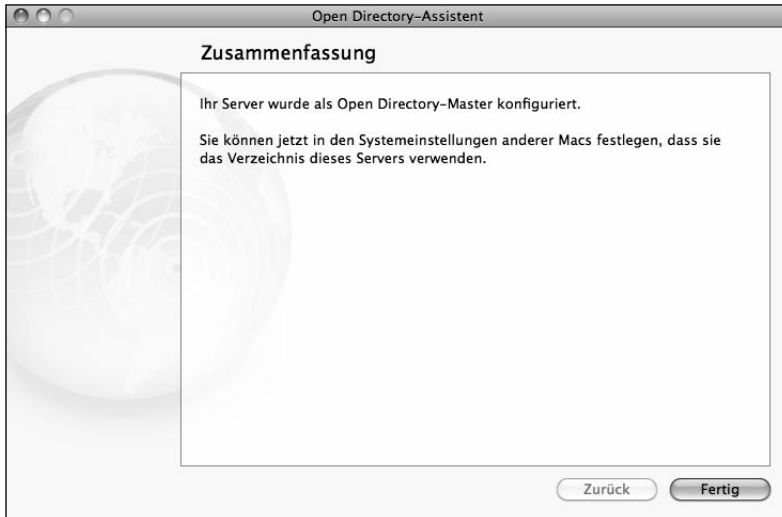 Open Directory-Assistent
Zusammenfassung
Ihr Server wurde als Open Directory-Master konfiguriert.
Sie können jetzt in den Systemeinstellungen anderer Macs festlegen, dass sie
das Verzeichnis dieses Servers verwenden.
Zurück
Fertig